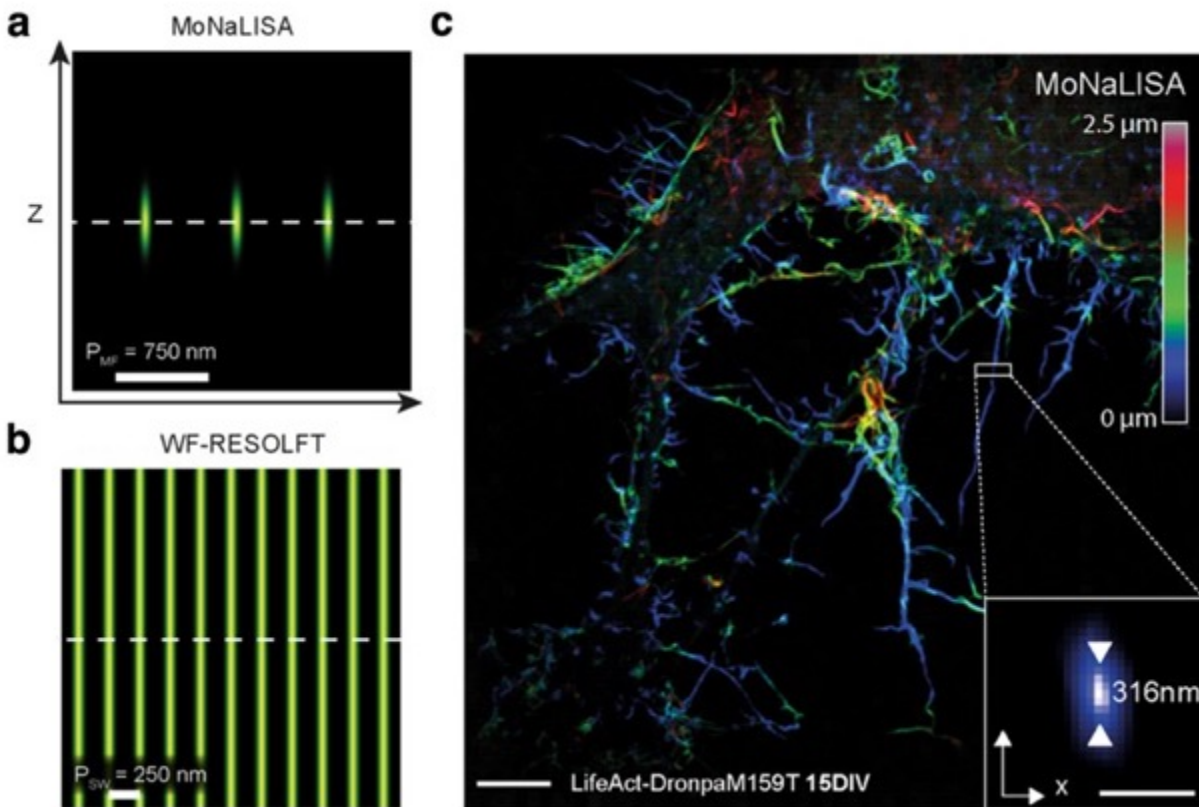 a
MoNaLISA
Z
P_MF = 750 nm
b
WF-RESOLFT
P_SW = 250 nm
c
MoNaLISA
2.5 µm
0 µm
316nm
x
LifeAct-DronpaM159T 15DIV